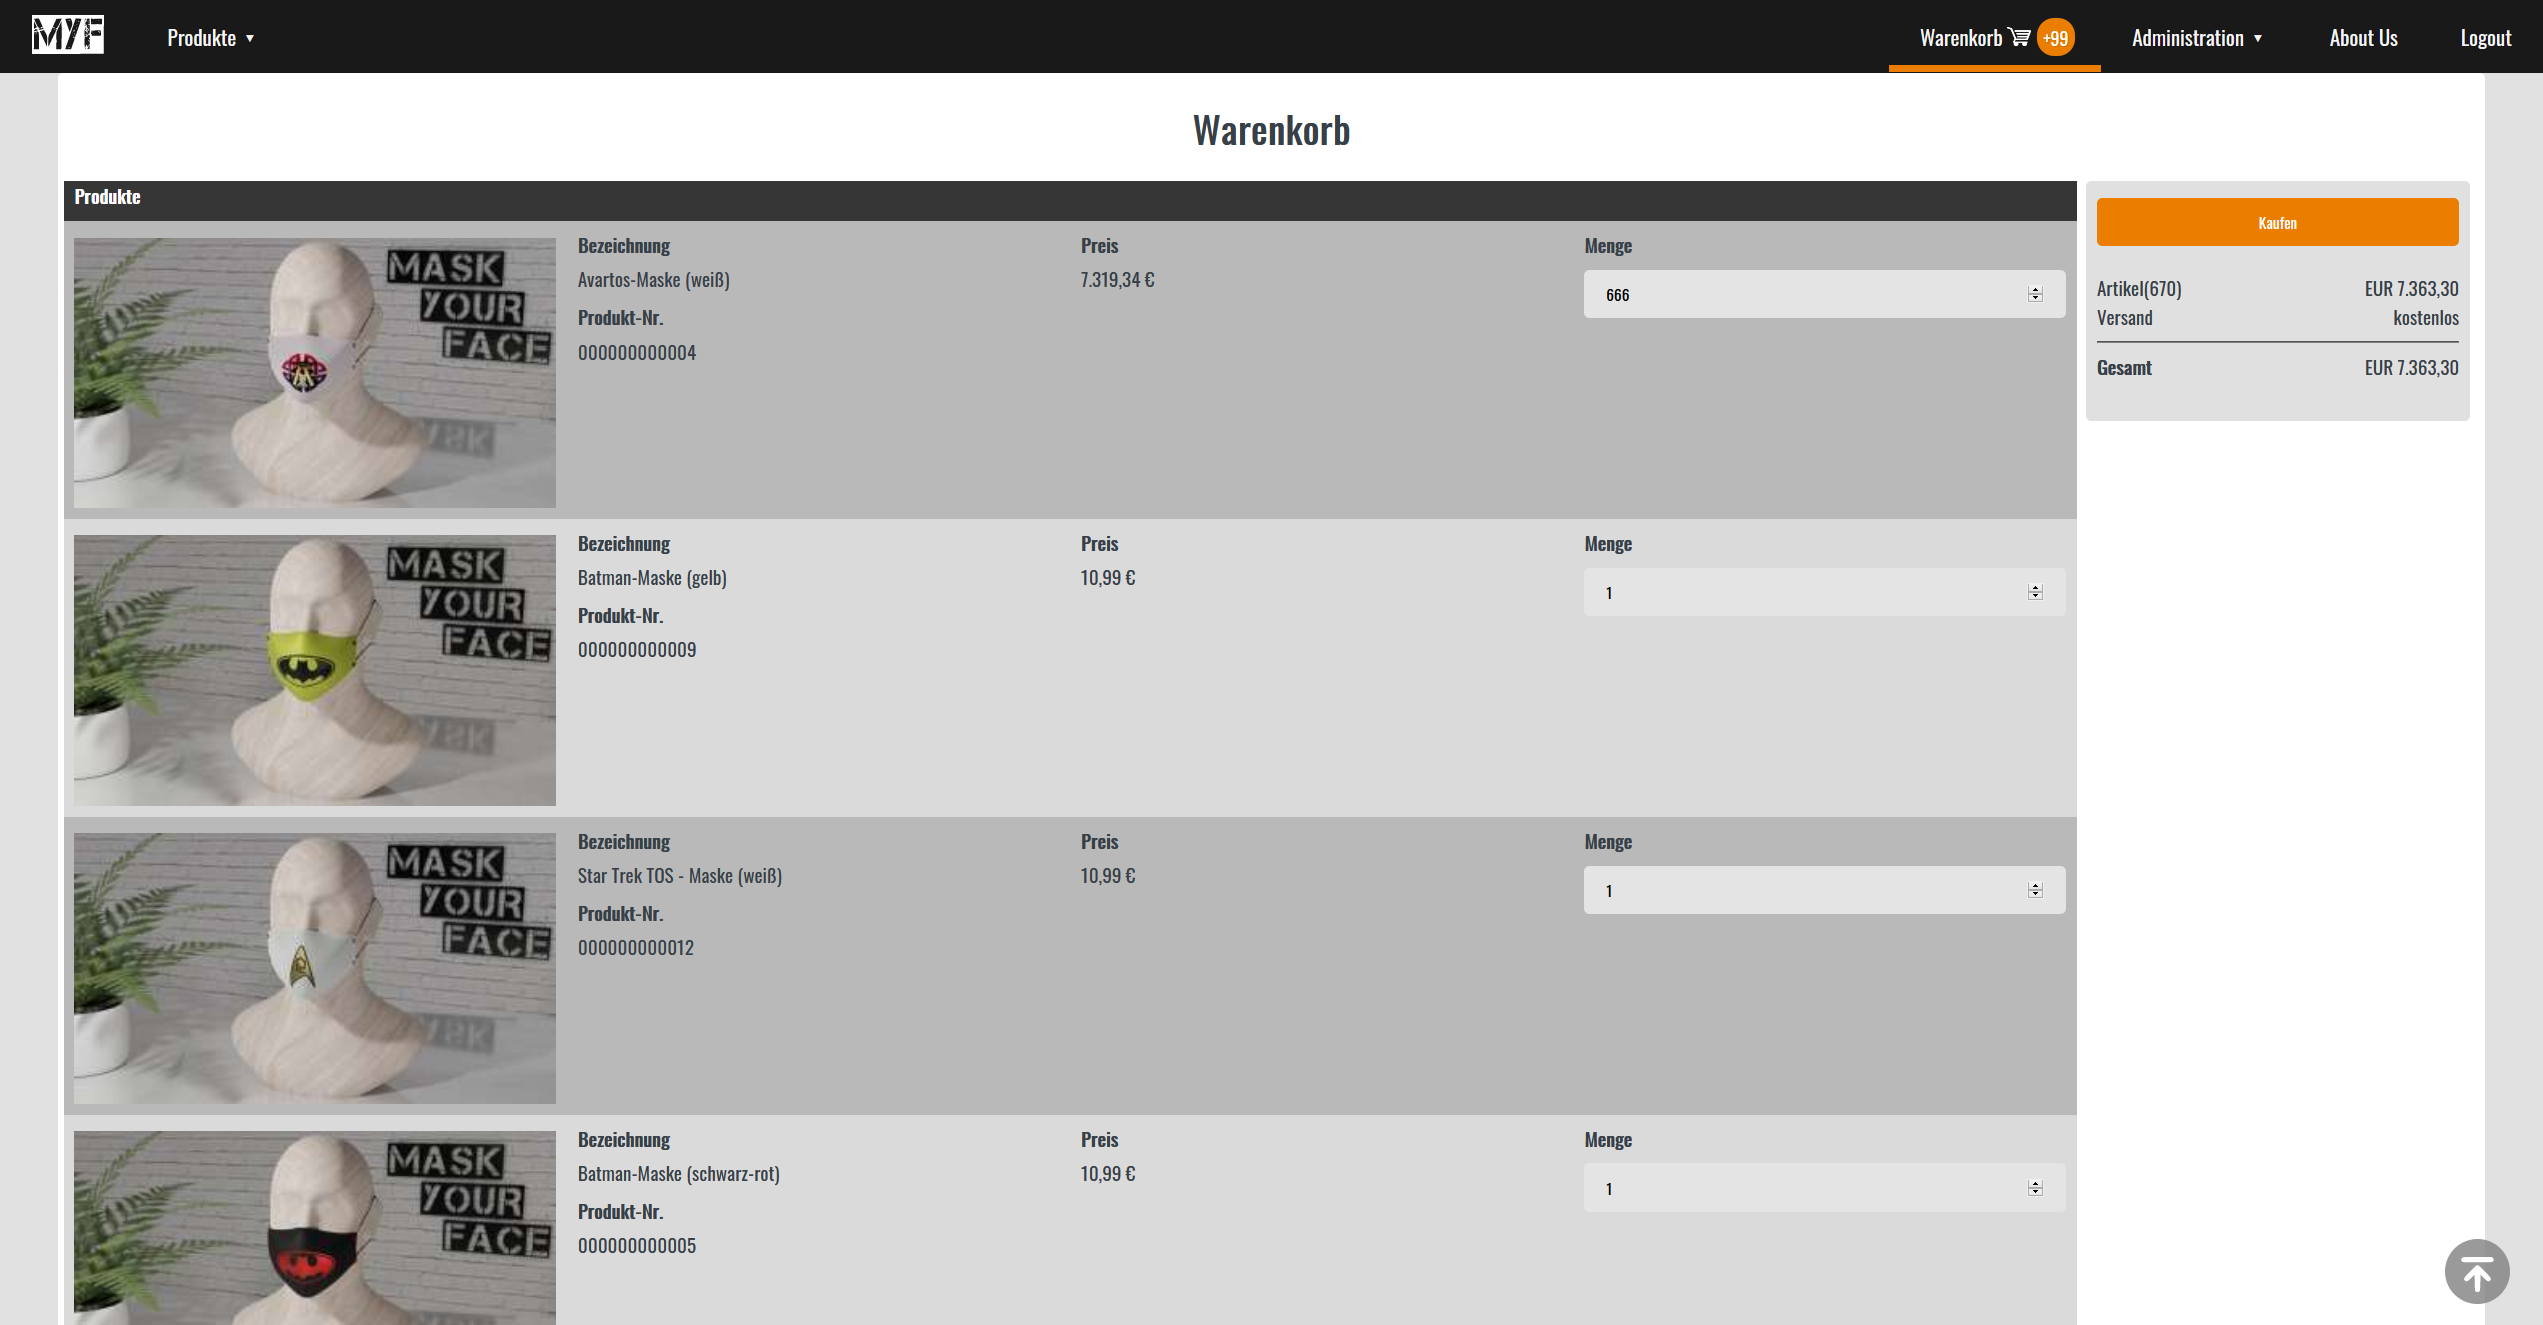 MYF
Produkte ▼
Warenkorb +99
Administration ▼
About Us
Logout
Warenkorb
Produkte
MASK
YOUR
FACE
Bezeichnung
Avartos-Maske (weiß)
Produkt-Nr.
000000000004
Preis
7.319,34 €
Menge
666
MASK
YOUR
FACE
Bezeichnung
Batman-Maske (gelb)
Produkt-Nr.
000000000009
Preis
10,99 €
Menge
1
MASK
YOUR
FACE
Bezeichnung
Star Trek TOS - Maske (weiß)
Produkt-Nr.
000000000012
Preis
10,99 €
Menge
1
MASK
YOUR
FACE
Bezeichnung
Batman-Maske (schwarz-rot)
Produkt-Nr.
000000000005
Preis
10,99 €
Menge
1
Kaufen
Artikel(670) EUR 7.363,30
Versand kostenlos
Gesamt EUR 7.363,30